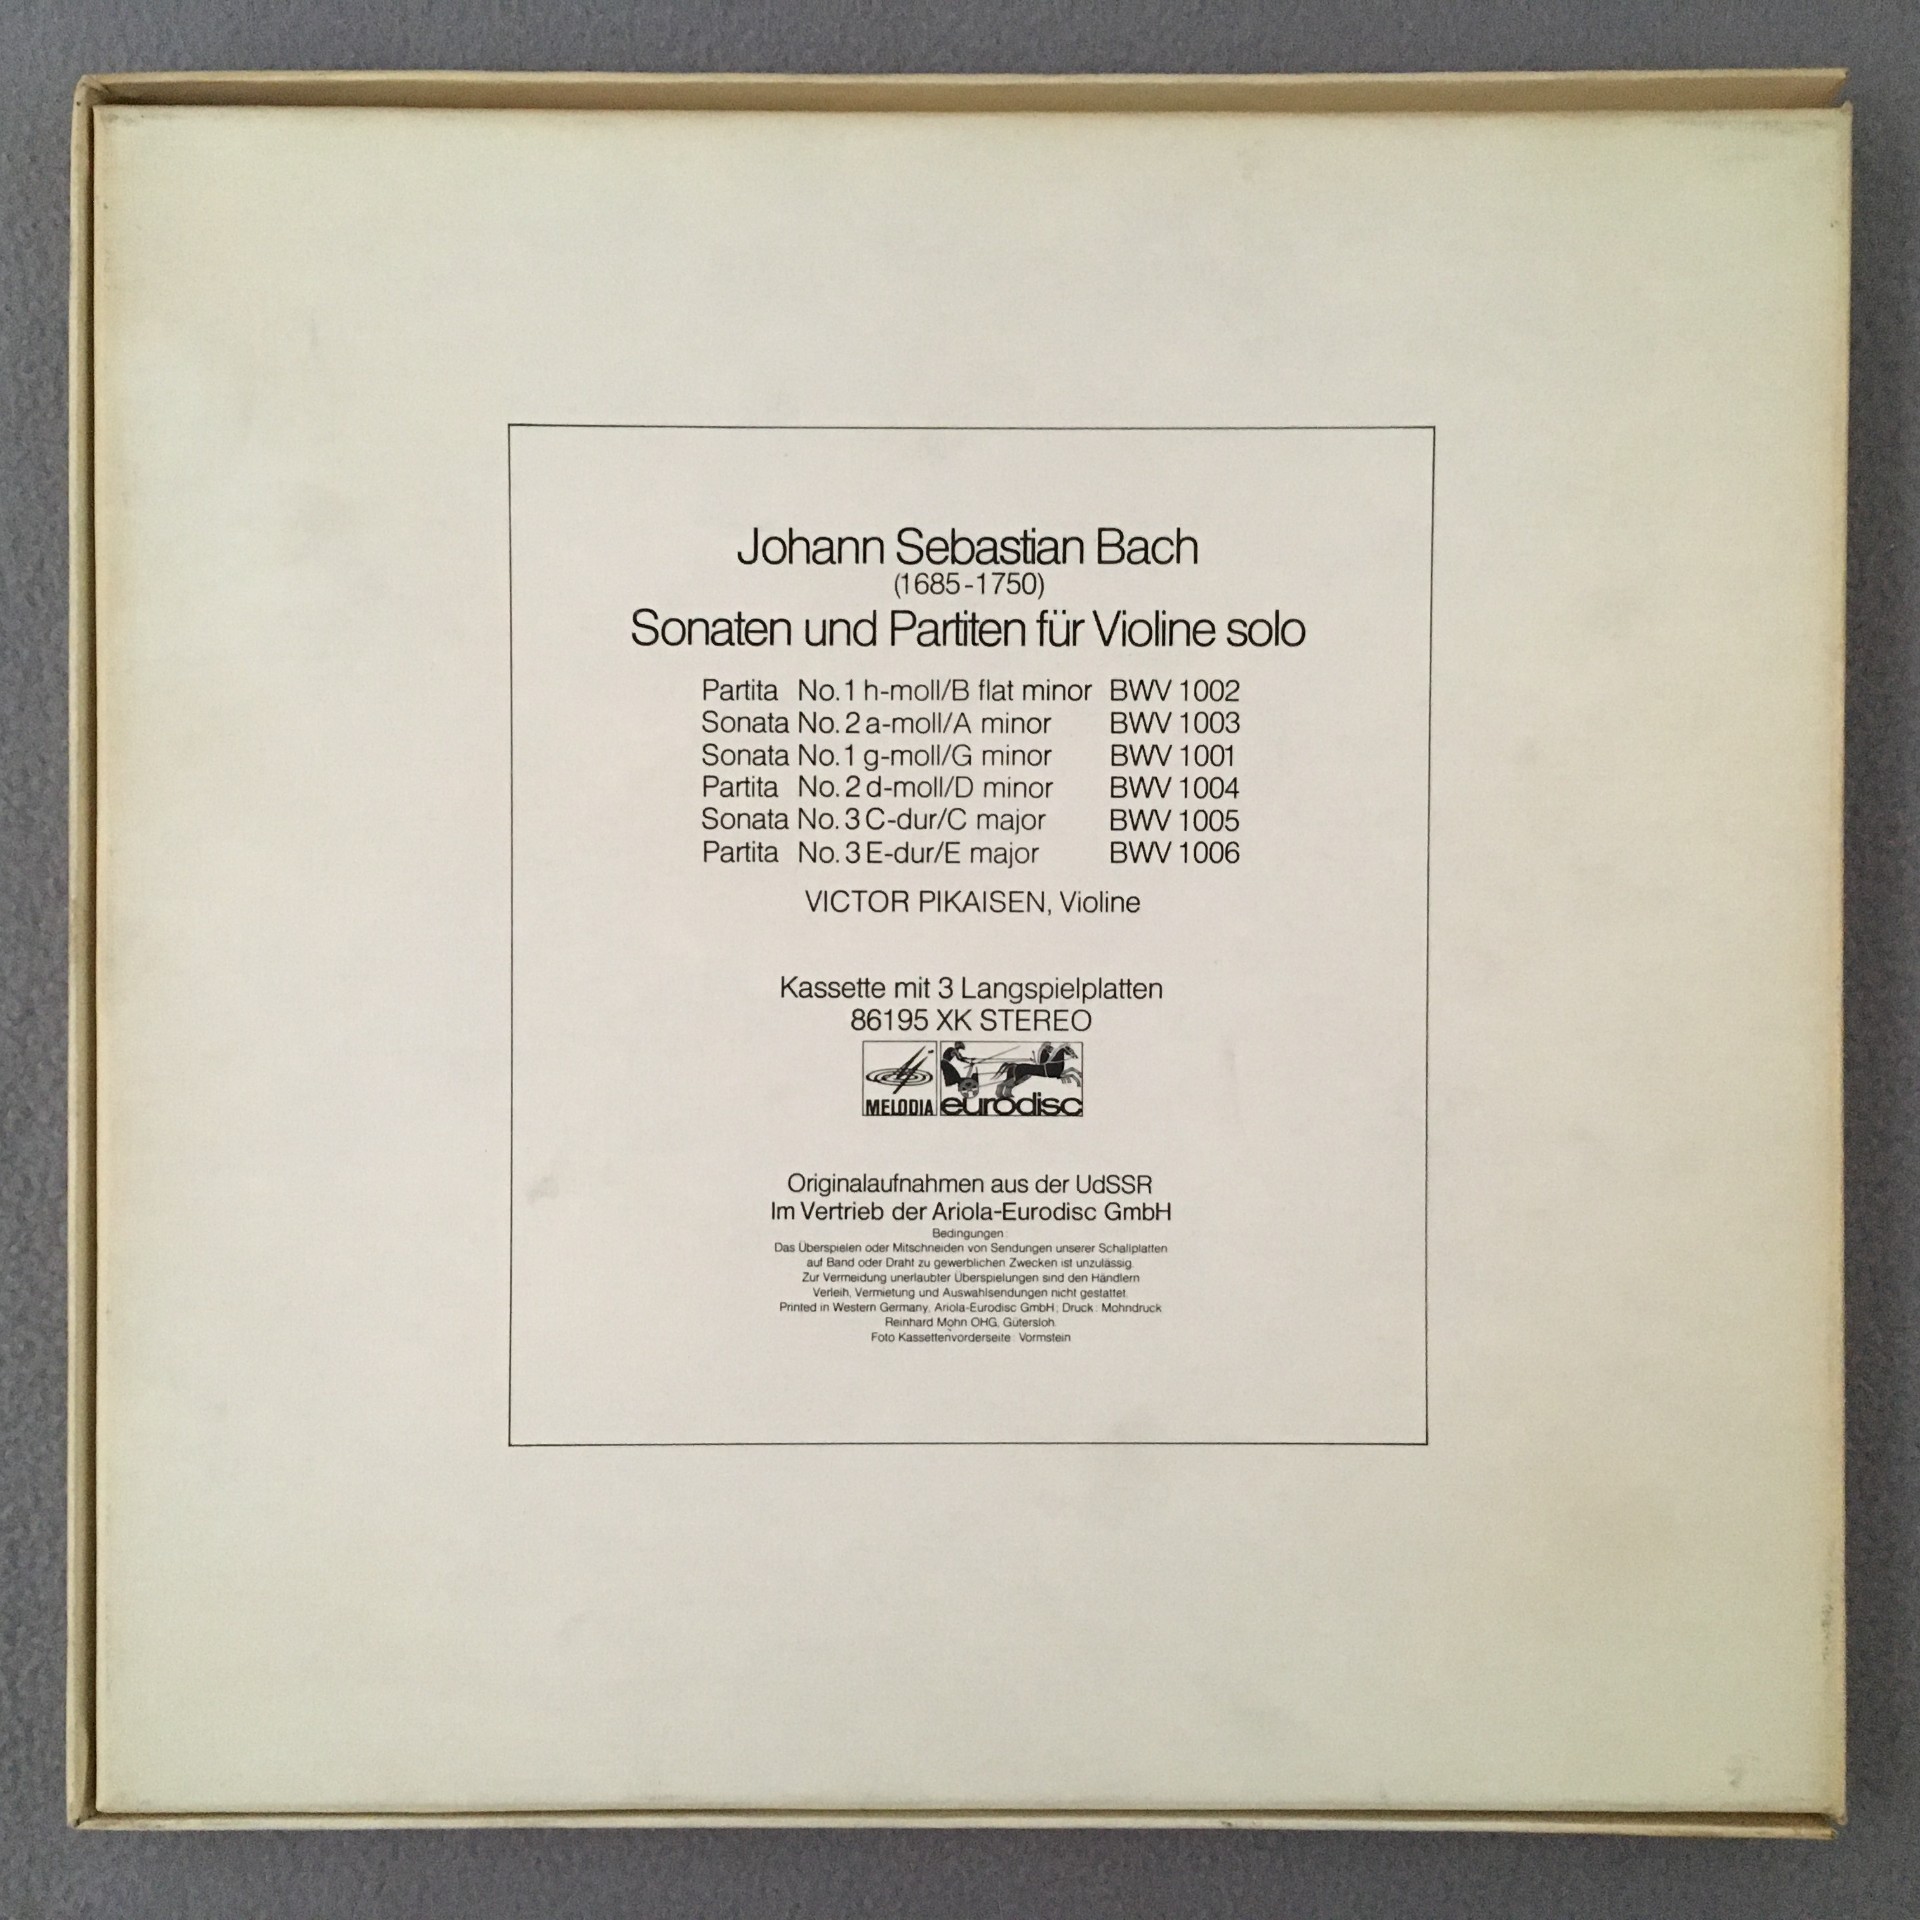 Johann Sebastian Bach
(1685-1750)
Sonaten und Partiten für Violine solo
Partita No. 1 h-moll/B flat minor BWV 1002
Sonata No. 2 a-moll/A minor BWV 1003
Sonata No. 1 g-moll/G minor BWV 1001
Partita No. 2 d-moll/D minor BWV 1004
Sonata No. 3 C-dur/C major BWV 1005
Partita No. 3 E-dur/E major BWV 1006
VICTOR PIKAISEN, Violine
Kassette mit 3 Langspielplatten
86195 XK STEREO
MELODIA eurodisc
Originalaufnahmen aus der UdSSR
Im Vertrieb der Ariola-Eurodisc GmbH
Bedingungen:
Das Überspielen oder Mitschneiden von Sendungen unserer Schallplatten
auf Band oder Draht zu gewerblichen Zwecken ist unzulässig.
Zur Vermeidung unerlaubter Überspielungen sind den Händlern
Verleih, Vermietung und Auswahlsendungen nicht gestattet.
Printed in Western Germany, Ariola-Eurodisc GmbH; Druck: Mohndruck
Reinhard Mohn OHG, Gütersloh.
Foto Kassettenvorderseite: Vormstein